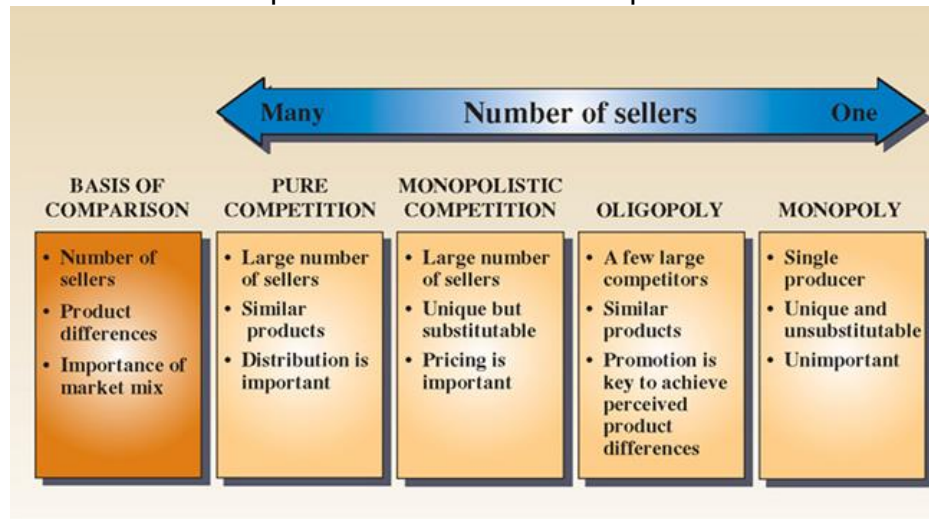 Many Number of sellers One
BASIS OF
COMPARISON
• Number of
sellers
• Product
differences
• Importance of
market mix
PURE
COMPETITION
• Large number
of sellers
• Similar
products
• Distribution is
important
MONOPOLISTIC
COMPETITION
• Large number
of sellers
• Unique but
substitutable
• Pricing is
important
OLIGOPOLY
• A few large
competitors
• Similar
products
• Promotion is
key to achieve
perceived
product
differences
MONOPOLY
• Single
producer
• Unique and
unsubstitutable
• Unimportant